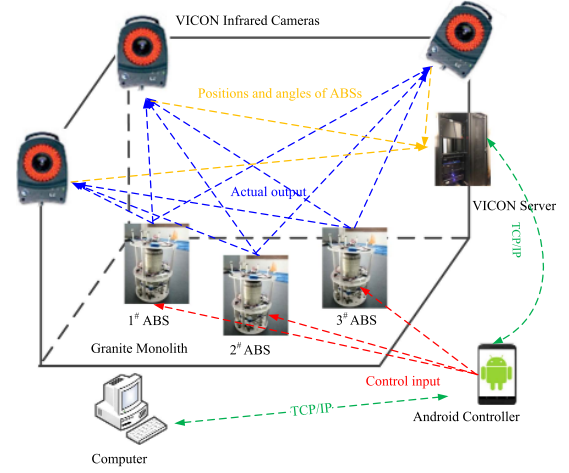 VICON Infrared Cameras
Positions and angles of ABSs
Actual output
VICON Server
TCP/IP
1# ABS
2# ABS
3# ABS
Granite Monolith
Control input
TCP/IP
Android Controller
Computer